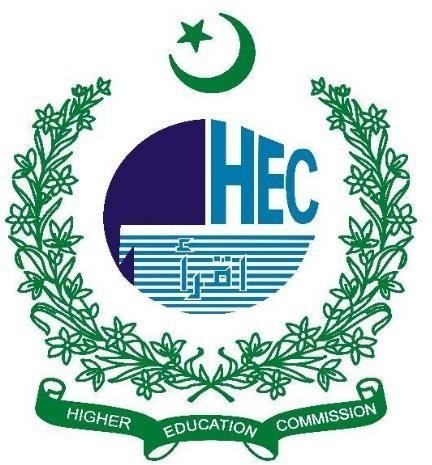 HEC
اقرأ
HIGHER EDUCATION COMMISSION